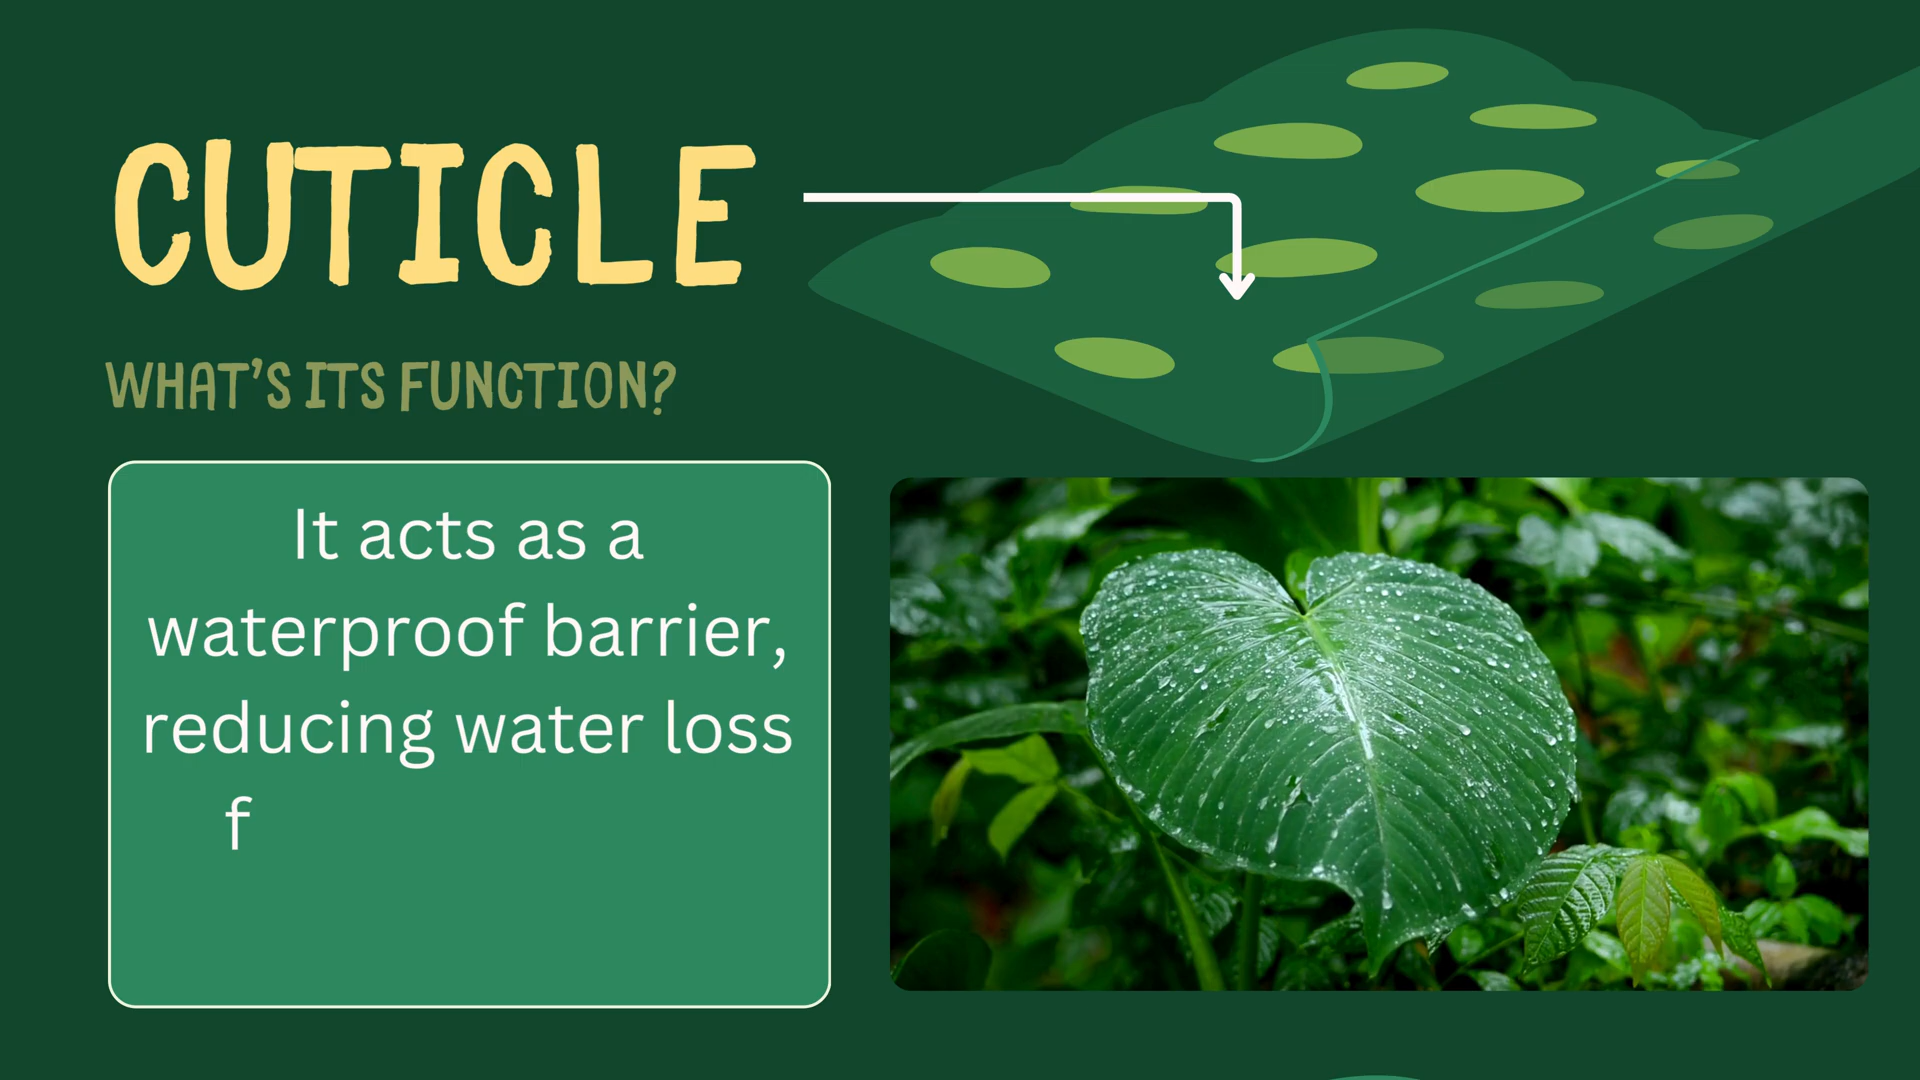 CUTICLE
WHAT'S ITS FUNCTION?
It acts as a
waterproof barrier,
reducing water loss
f